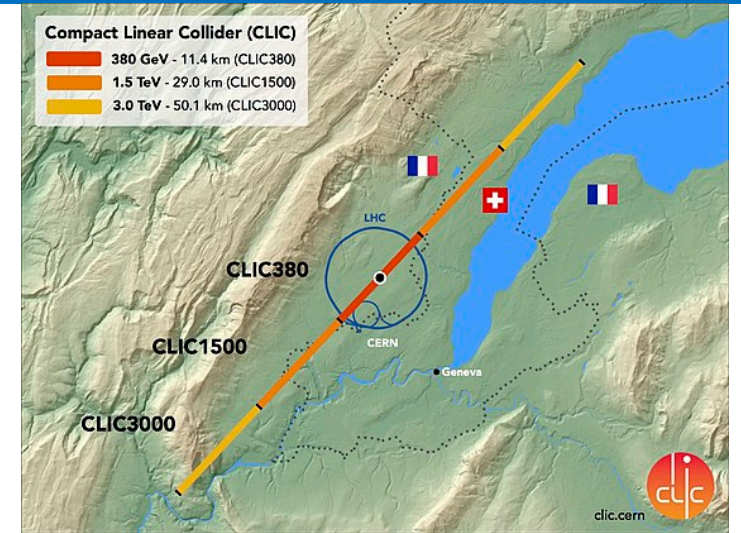 Compact Linear Collider (CLIC)
380 GeV - 11.4 km (CLIC380)
1.5 TeV - 29.0 km (CLIC1500)
3.0 TeV - 50.1 km (CLIC3000)
LHC
CLIC380
CERN
CLIC1500
Geneva
CLIC3000
clic
clic.cern